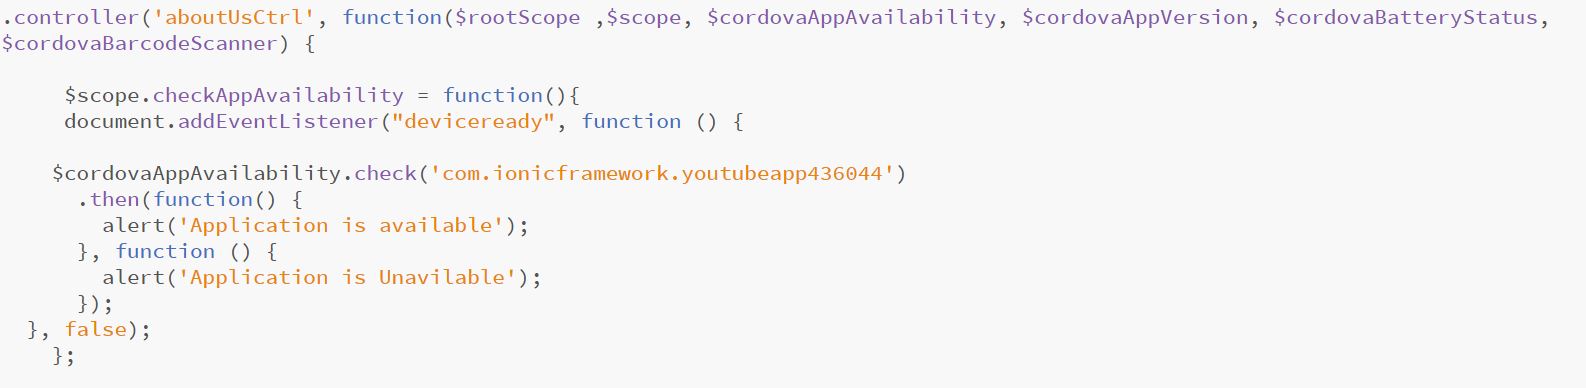 .controller('aboutUsCtrl', function($rootScope ,$scope, $cordovaAppAvailability, $cordovaAppVersion, $cordovaBatteryStatus,
$cordovaBarcodeScanner) {
$scope.checkAppAvailability = function(){
document.addEventListener("deviceready", function () {
$cordovaAppAvailability.check('com.ionicframework.youtubeapp436044')
.then(function() {
alert('Application is available');
}, function () {
alert('Application is Unavilable');
});
}, false);
};